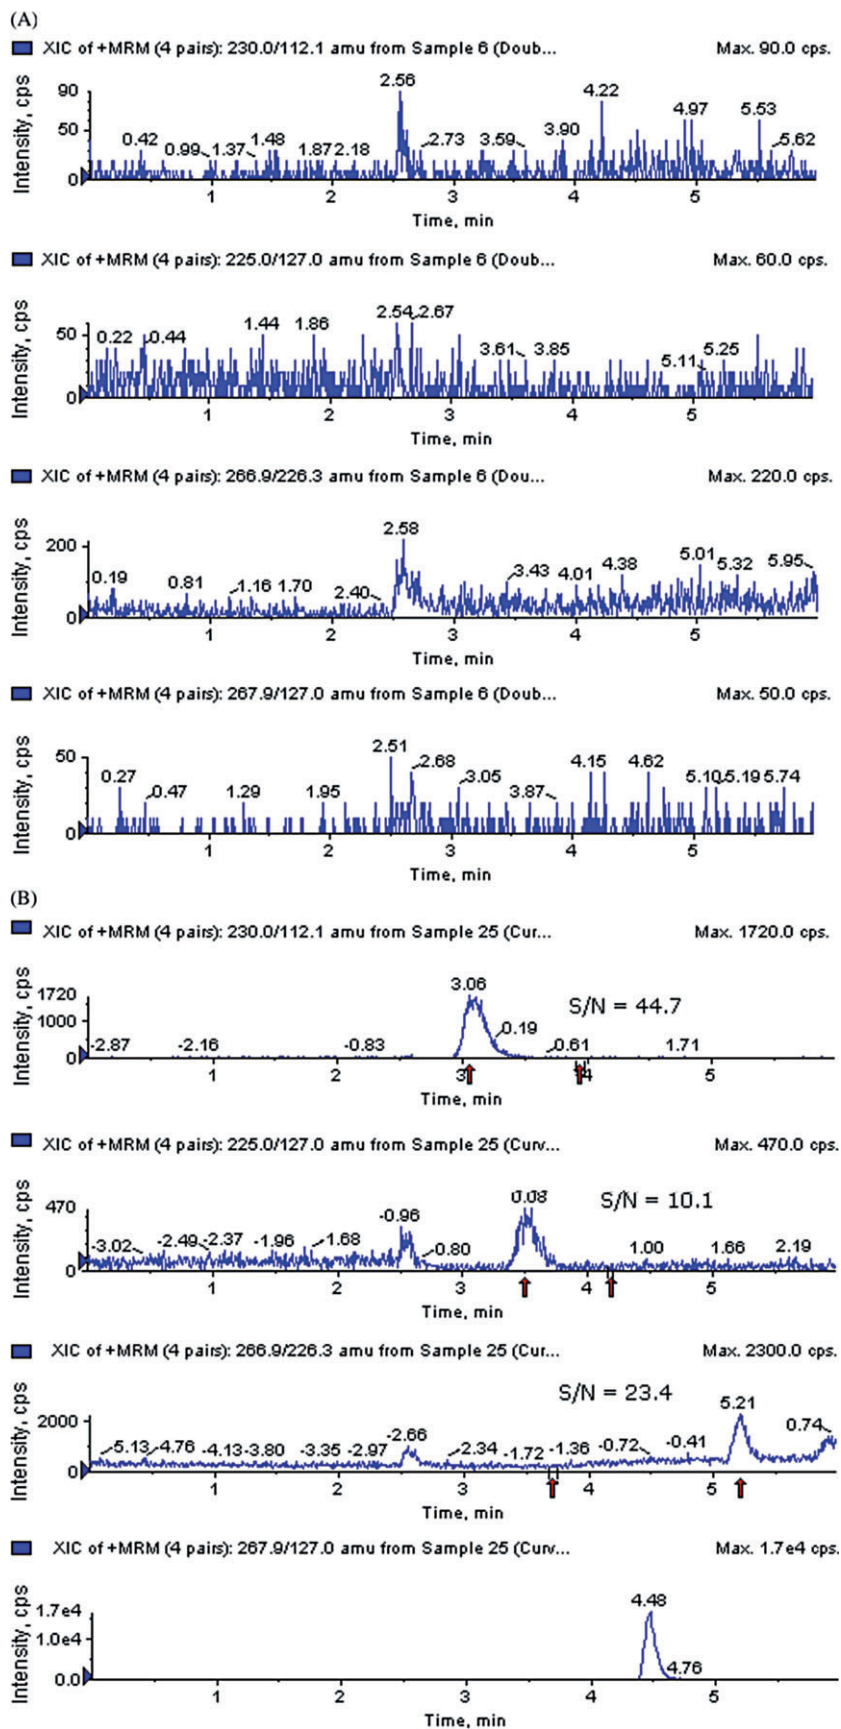 (A)
XIC of +MRM (4 pairs): 230.0/112.1 amu from Sample 6 (Doub... Max. 90.0 cps.
2.56
90 4.22
4.97 5.53
50 0.42 0.99 1.37 1.48 1.87 2.18 2.73 3.59 3.90 5.62
0
Intensity, cps
1 2 3 4 5
Time, min
XIC of +MRM (4 pairs): 225.0/127.0 amu from Sample 6 (Doub... Max. 60.0 cps.
50 0.22 0.44 1.44 1.86 2.54 2.67 3.61 3.85 5.11 5.25
0
Intensity, cps
1 2 3 4 5
Time, min
XIC of +MRM (4 pairs): 266.9/226.3 amu from Sample 6 (Dou... Max. 220.0 cps.
200 2.58
0.19 0.81 1.16 1.70 2.40 3.43 4.01 4.38 5.01 5.32 5.95
0
Intensity, cps
1 2 3 4 5
Time, min
XIC of +MRM (4 pairs): 267.9/127.0 amu from Sample 6 (Doub... Max. 50.0 cps.
50 2.51
0.27 0.47 1.29 1.95 2.68 3.05 3.87 4.15 4.62 5.10 5.19 5.74
0
Intensity, cps
1 2 3 4 5
Time, min
(B)
XIC of +MRM (4 pairs): 230.0/112.1 amu from Sample 25 (Cur... Max. 1720.0 cps.
1720 3.06 S/N = 44.7
1000
-2.87 -2.16 -0.83 0.19 -0.61 1.71
0
Intensity, cps
1 2 3 4 5
Time, min
XIC of +MRM (4 pairs): 225.0/127.0 amu from Sample 25 (Curv... Max. 470.0 cps.
470 -0.96 0.08 S/N = 10.1
-3.02 -2.49 -2.37 -1.96 -1.68 -0.80 1.00 1.66 2.19
0
Intensity, cps
1 2 3 4 5
Time, min
XIC of +MRM (4 pairs): 266.9/226.3 amu from Sample 25 (Cur... Max. 2300.0 cps.
S/N = 23.4 5.21
2000 -2.66 0.74
-5.13 -4.76 -4.13 -3.80 -3.35 -2.97 -2.34 -1.72 -1.36 -0.72 -0.41
0
Intensity, cps
1 2 3 4 5
Time, min
XIC of +MRM (4 pairs): 267.9/127.0 amu from Sample 25 (Curv... Max. 1.7e4 cps.
1.7e4 4.48
1.0e4
4.76
0.0
Intensity, cps
1 2 3 4 5
Time, min